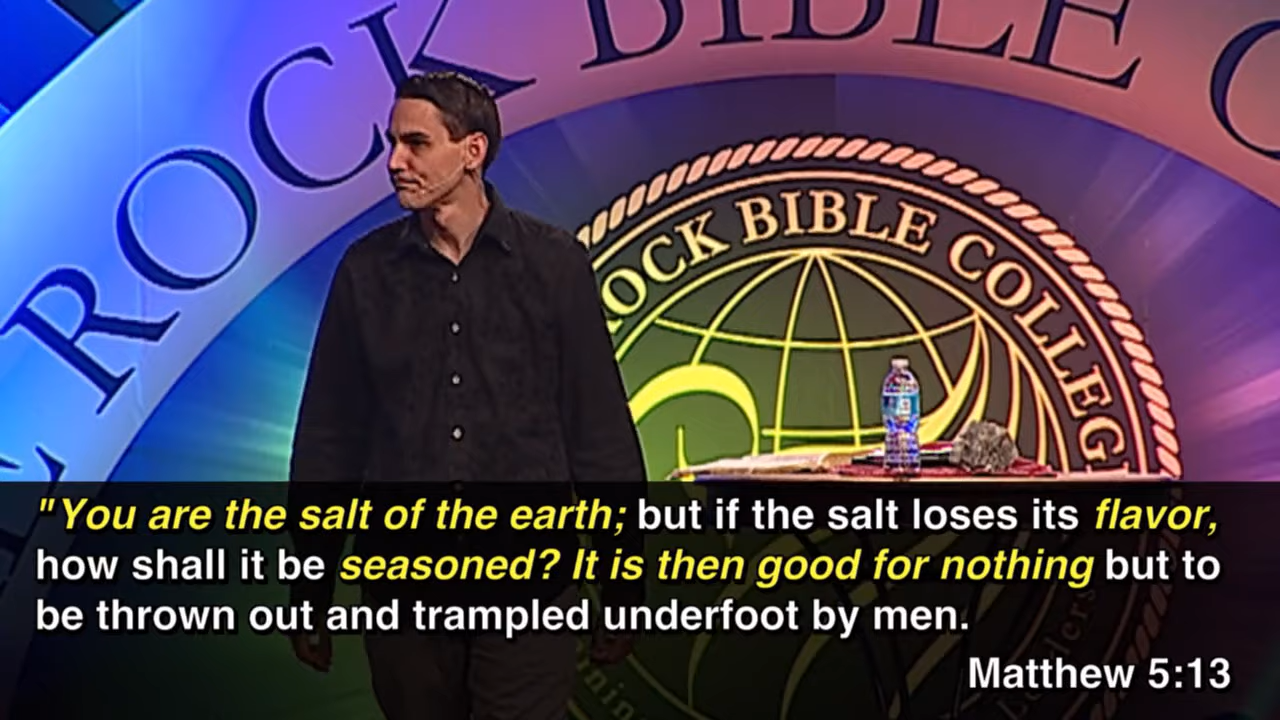 ROCK BIBLE C
ROCK BIBLE COLLEGE
"You are the salt of the earth; but if the salt loses its flavor,
how shall it be seasoned? It is then good for nothing but to
be thrown out and trampled underfoot by men.
Matthew 5:13